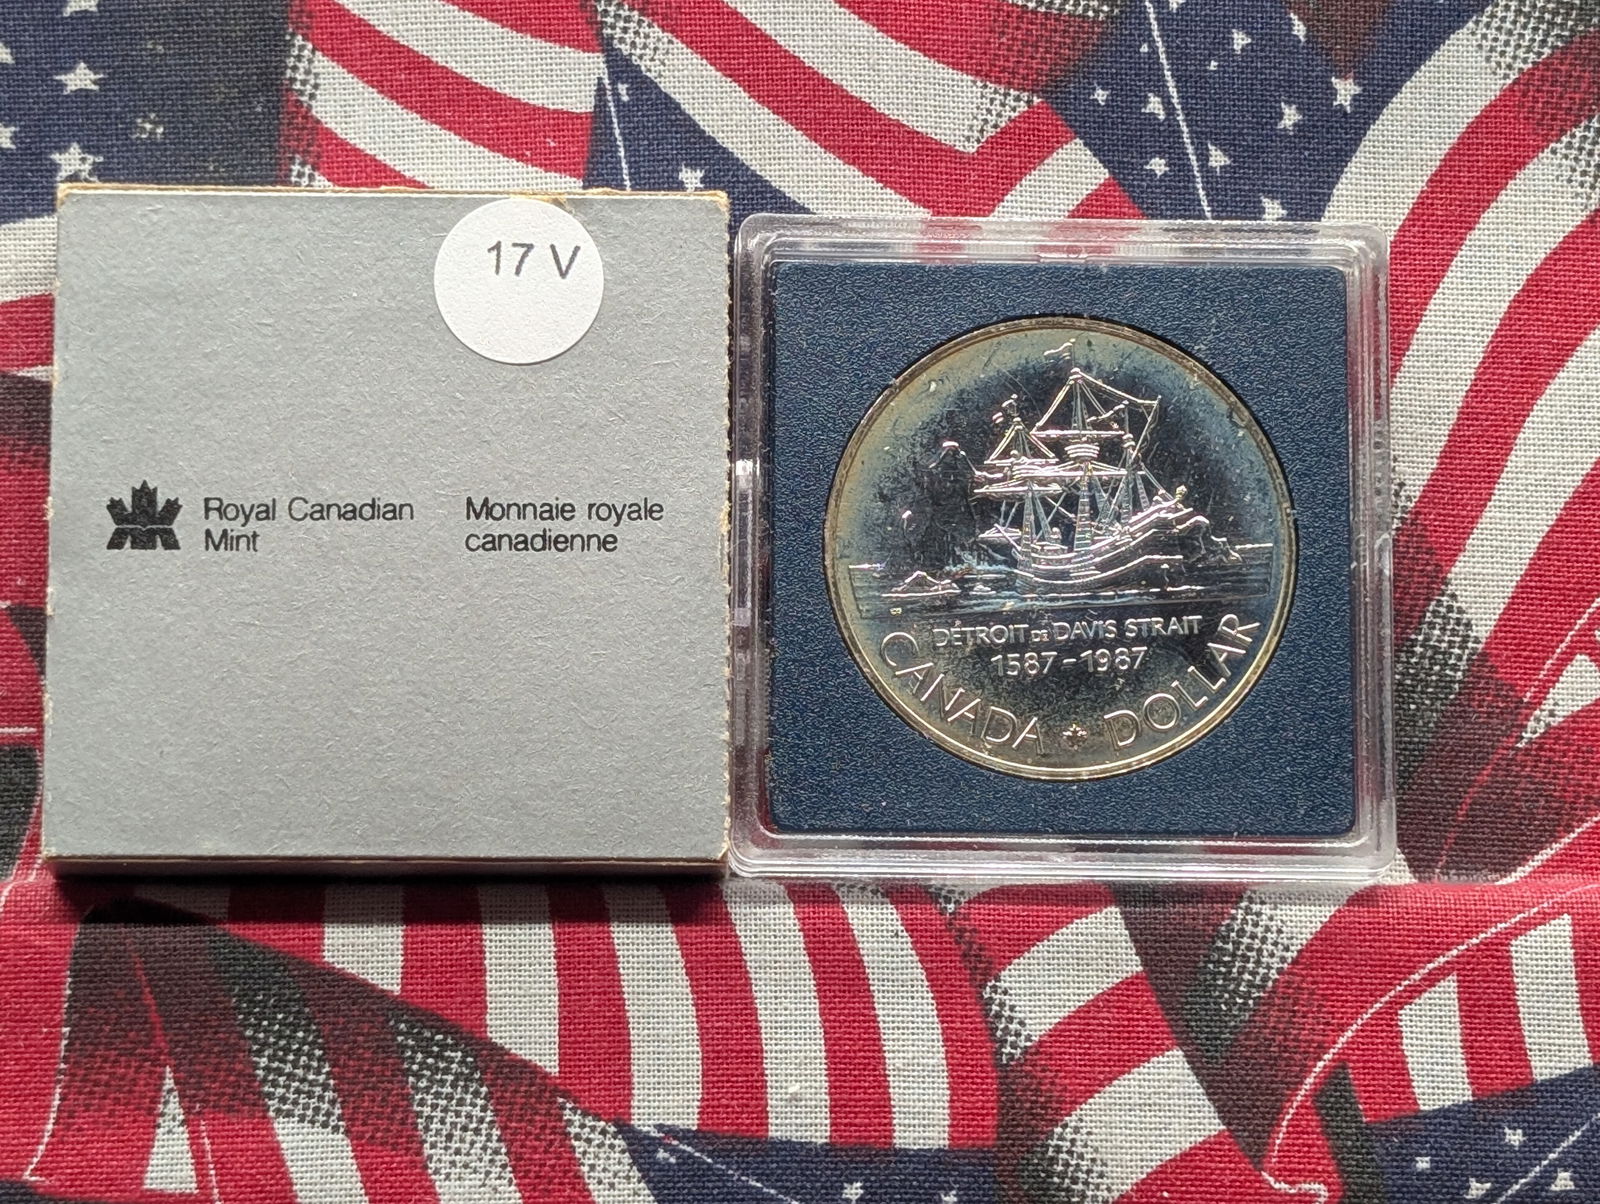 17 V
Royal Canadian
Mint
Monnaie royale
canadienne
DÉTROIT DE DAVIS STRAIT
1587-1987
CANADA DOLLAR